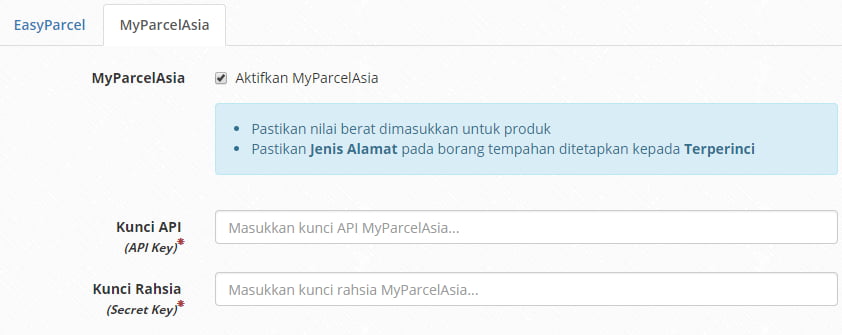 EasyParcel MyParcelAsia
MyParcelAsia Aktifkan MyParcelAsia
• Pastikan nilai berat dimasukkan untuk produk
• Pastikan Jenis Alamat pada borang tempahan ditetapkan kepada Terperinci
Kunci API Masukkan kunci API MyParcelAsia...
(API Key)*
Kunci Rahsia Masukkan kunci rahsia MyParcelAsia...
(Secret Key)*